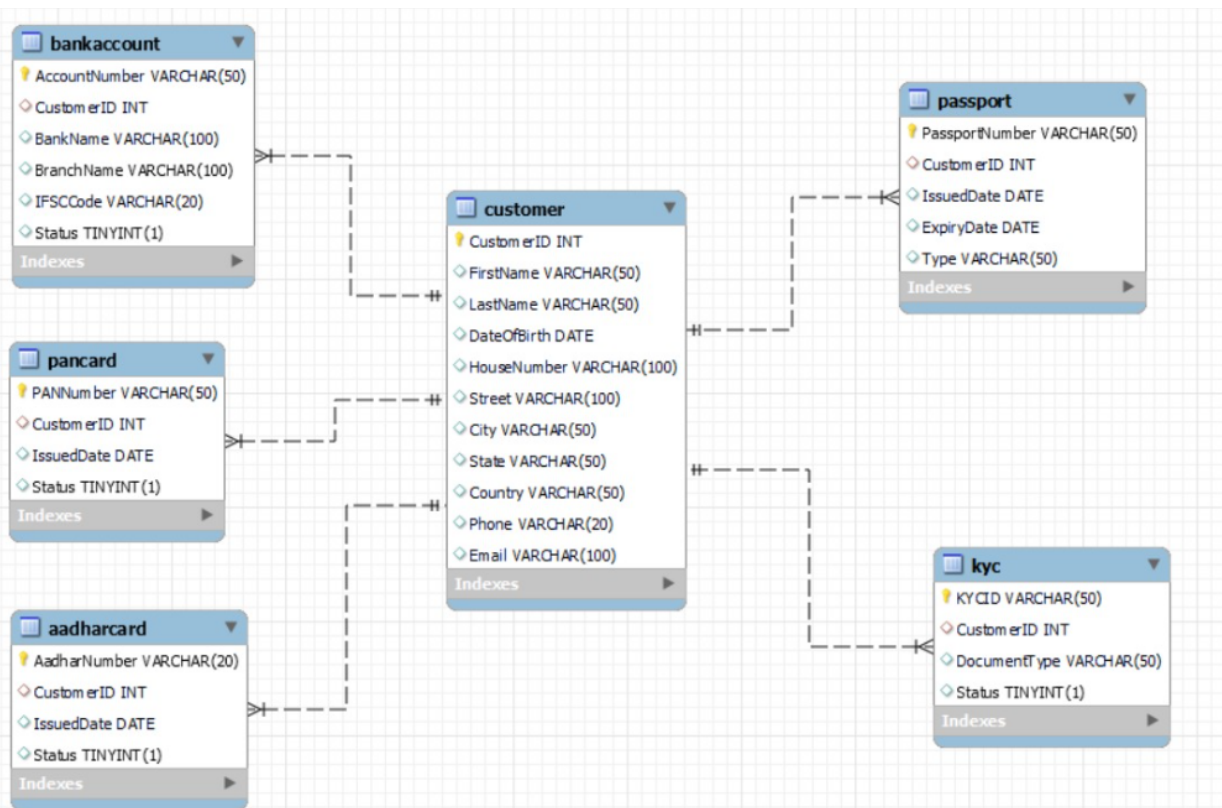 bankaccount
AccountNumber VARCHAR(50)
CustomerID INT
BankName VARCHAR(100)
BranchName VARCHAR(100)
IFSCCode VARCHAR(20)
Status TINYINT(1)
Indexes
pancard
PANNumber VARCHAR(50)
CustomerID INT
IssuedDate DATE
Status TINYINT(1)
Indexes
aadharcard
AadharNumber VARCHAR(20)
CustomerID INT
IssuedDate DATE
Status TINYINT(1)
Indexes
customer
CustomerID INT
FirstName VARCHAR(50)
LastName VARCHAR(50)
DateOfBirth DATE
HouseNumber VARCHAR(100)
Street VARCHAR(100)
City VARCHAR(50)
State VARCHAR(50)
Country VARCHAR(50)
Phone VARCHAR(20)
Email VARCHAR(100)
Indexes
passport
PassportNumber VARCHAR(50)
CustomerID INT
IssuedDate DATE
ExpiryDate DATE
Type VARCHAR(50)
Indexes
kyc
KYCID VARCHAR(50)
CustomerID INT
DocumentType VARCHAR(50)
Status TINYINT(1)
Indexes